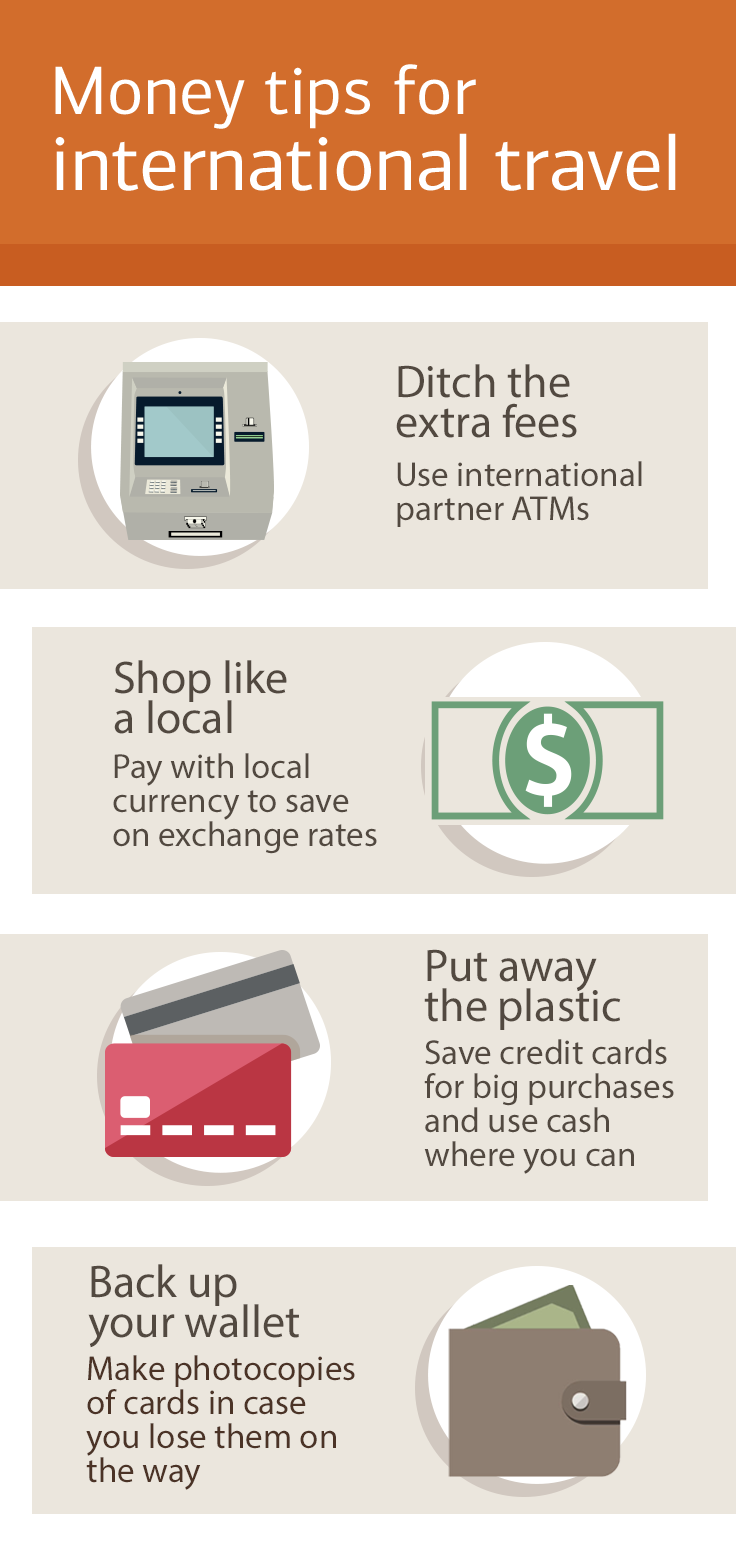 Money tips for
international travel
Ditch the
extra fees
Use international
partner ATMs
Shop like
a local
Pay with local
currency to save
on exchange rates
$
Put away
the plastic
Save credit cards
for big purchases
and use cash
where you can
Back up
your wallet
Make photocopies
of cards in case
you lose them on
the way